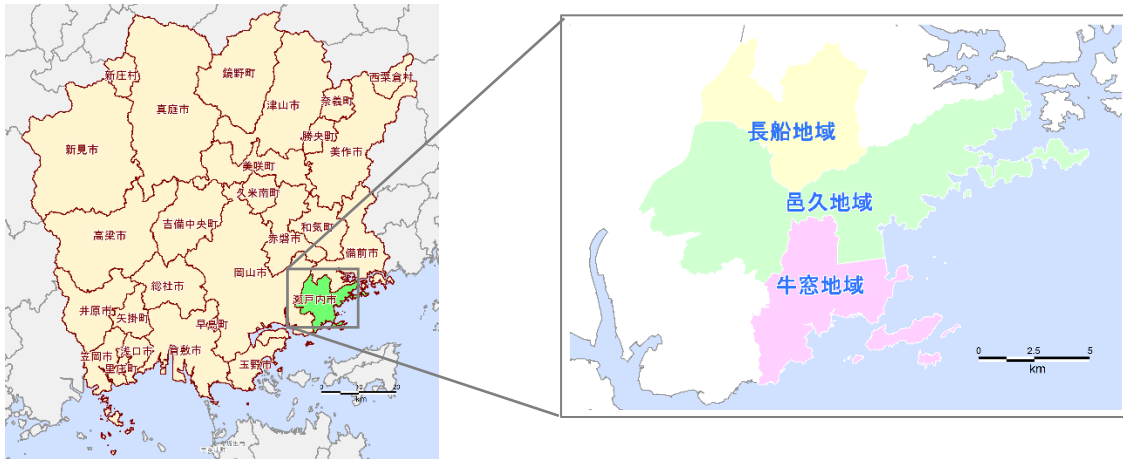 新庄村
鏡野町
西粟倉村
真庭市
津山市
奈義町
勝央町
新見市
美作市
美咲町
久米南町
高梁市
吉備中央町
和気町
赤磐市
備前市
岡山市
瀬戸内市
総社市
井原市
矢掛町
早島町
笠岡市
浅口市
倉敷市
里庄町
玉野市
0 10 20
km
長船地域
邑久地域
牛窓地域
0 2.5 5
km